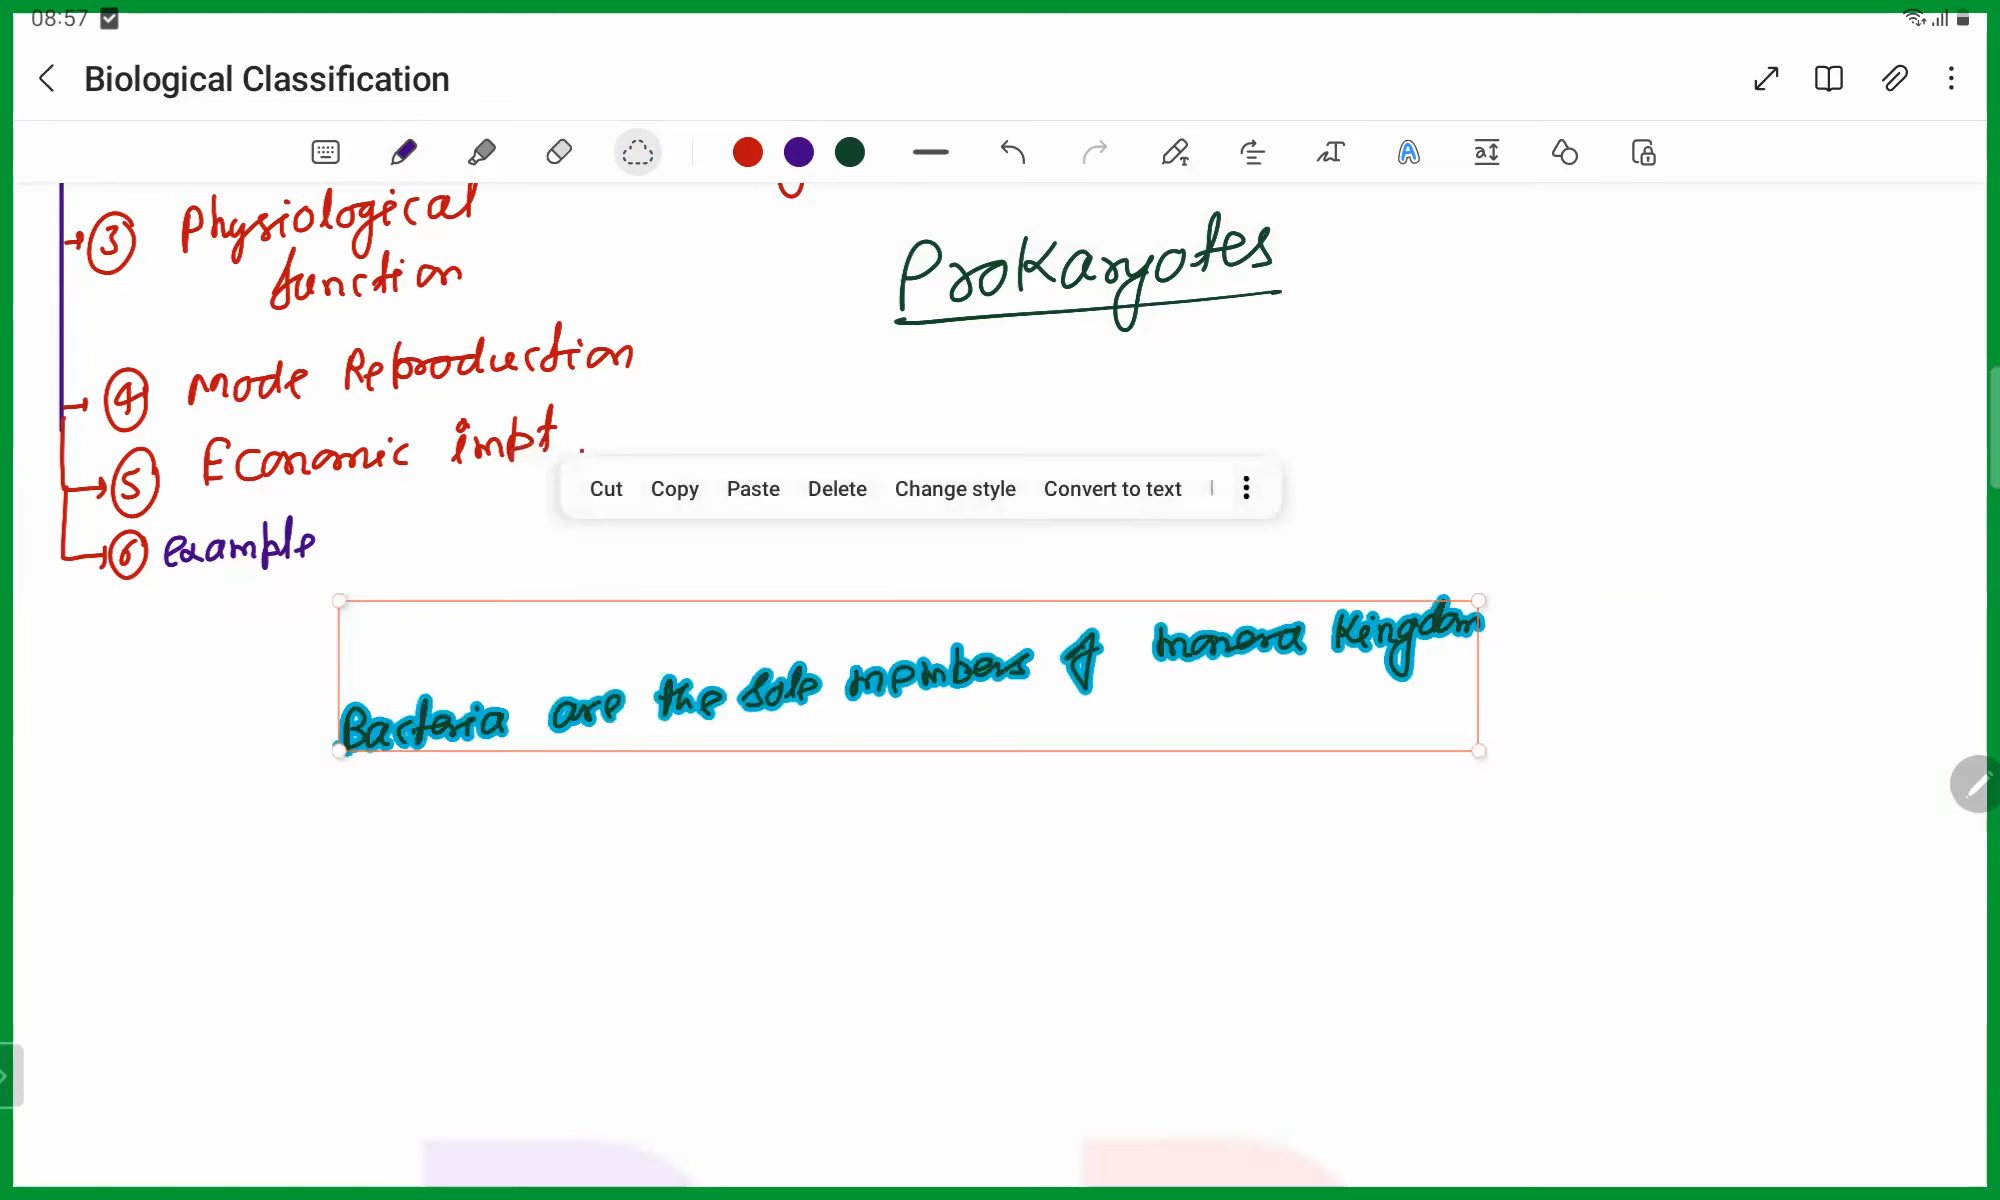 08:57
Biological Classification
③ Physiological
function
Prokaryotes
④ Mode Reproduction
⑤ Economic impt.
Cut Copy Paste Delete Change style Convert to text
⑥ example
Bacteria are the sole members of monera Kingdom